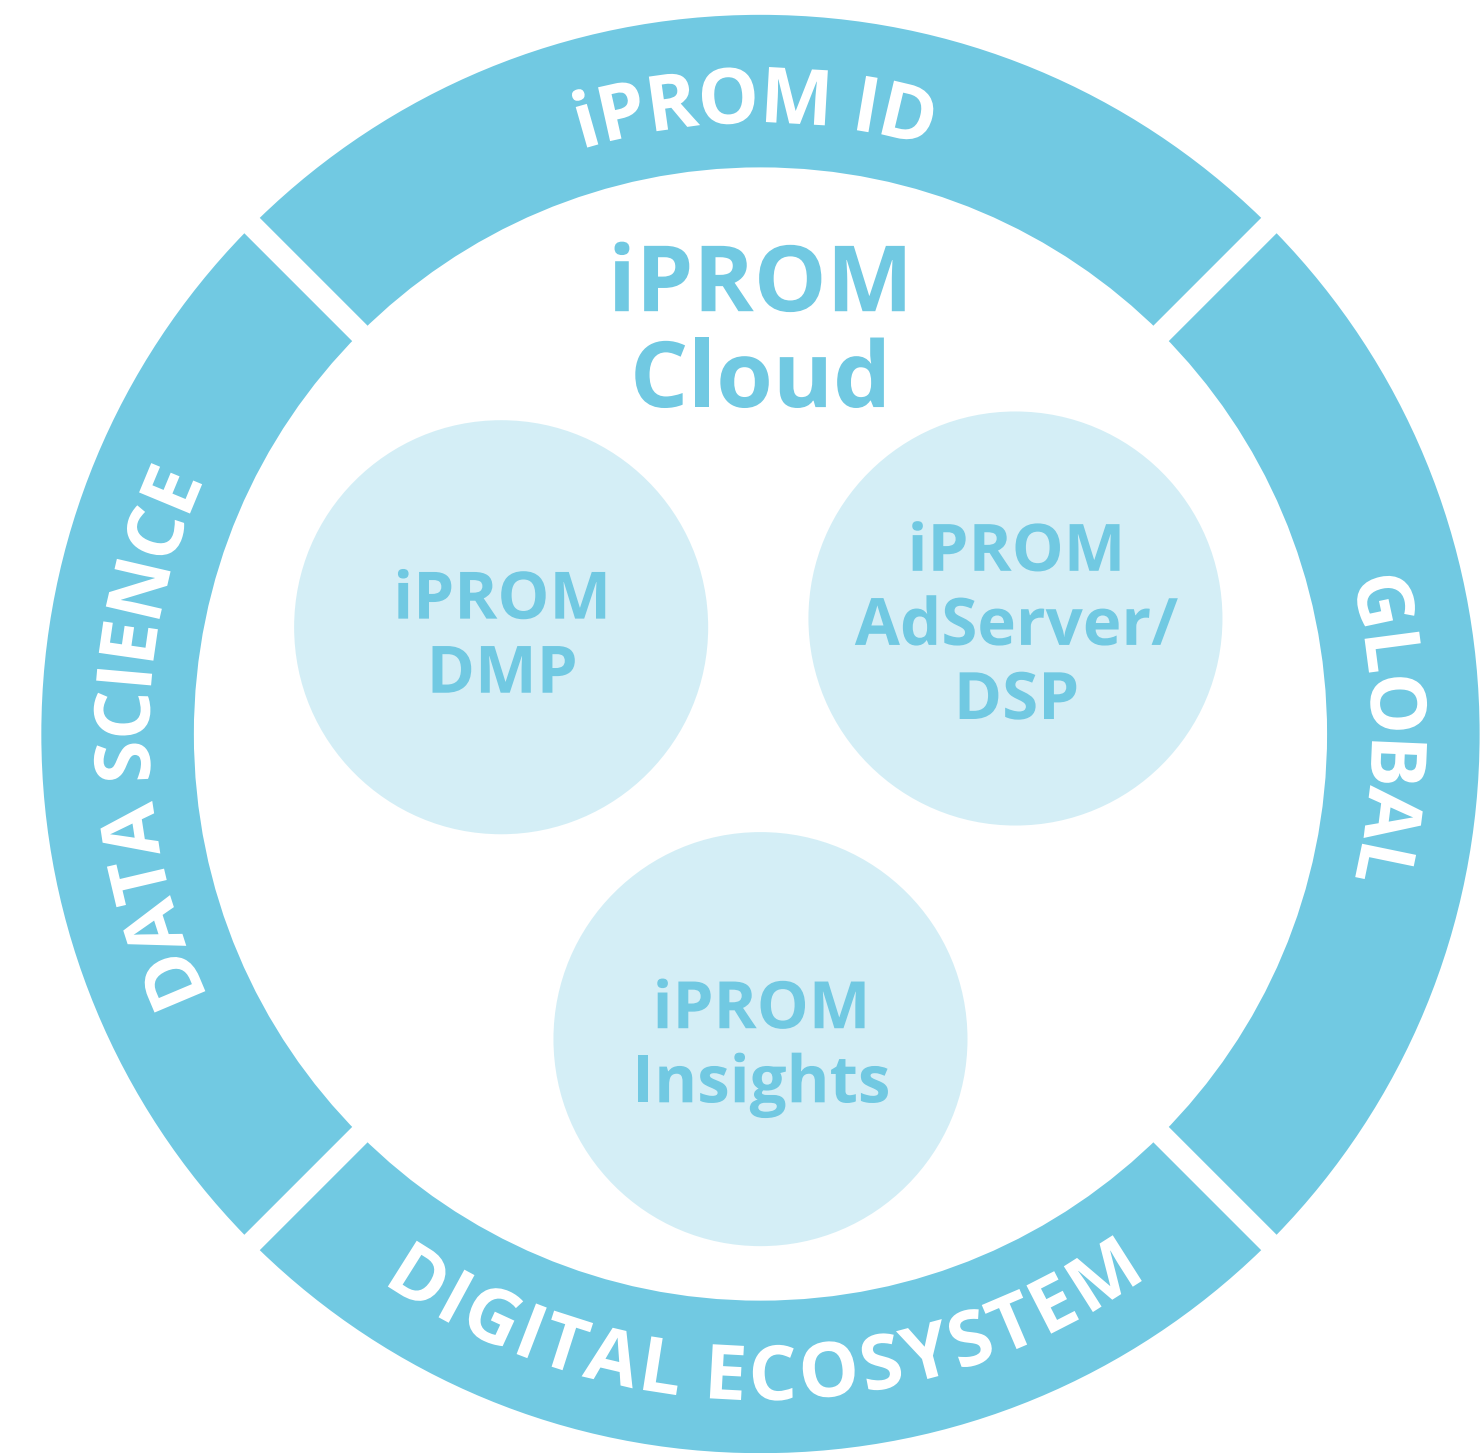 iPROM ID
iPROM
Cloud
iPROM
DMP
iPROM
AdServer/
DSP
iPROM
Insights
DATA SCIENCE
GLOBAL
DIGITAL ECOSYSTEM